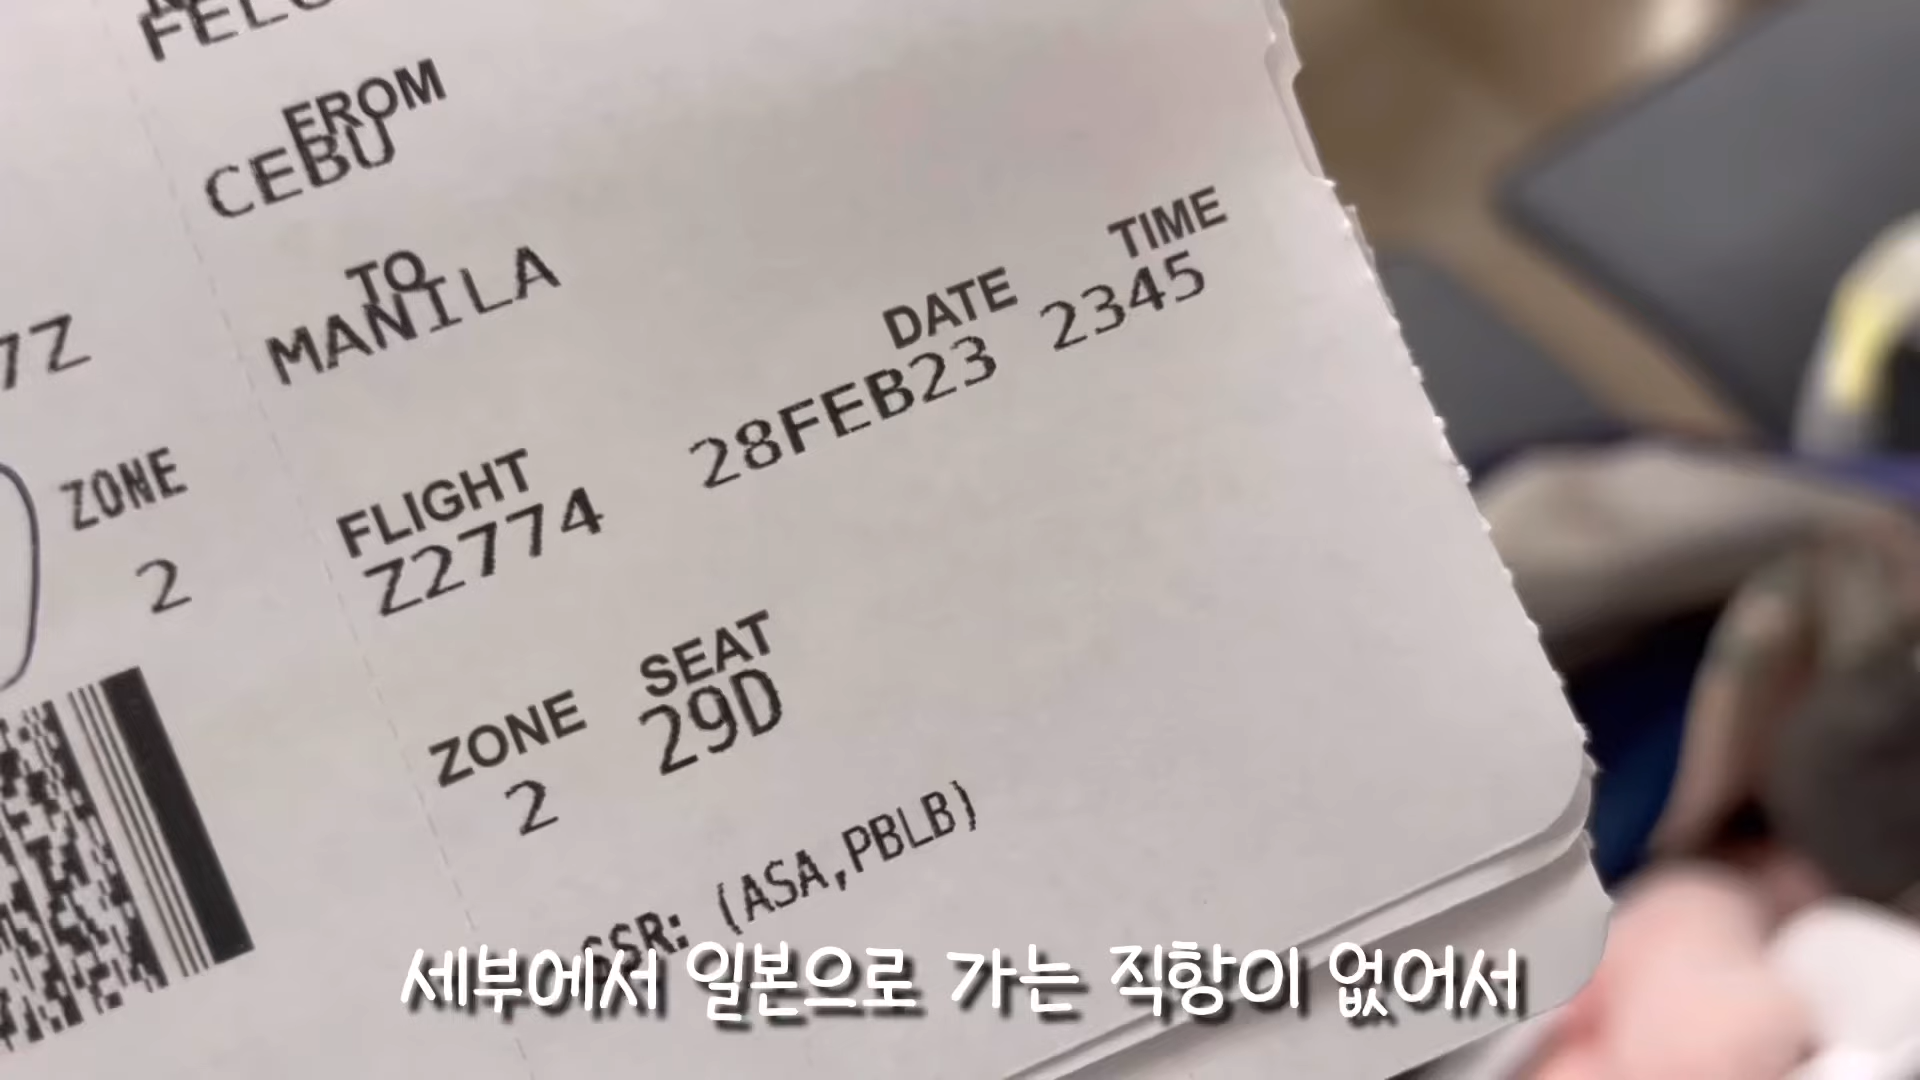 FROM
CEBU
TO
MANILA
7Z
DATE TIME
28FEB23 2345
ZONE
2
FLIGHT
Z2774
ZONE SEAT
2 29D
SSR: (ASA,PBLB)
세부에서 일본으로 가는 직항이 없어서